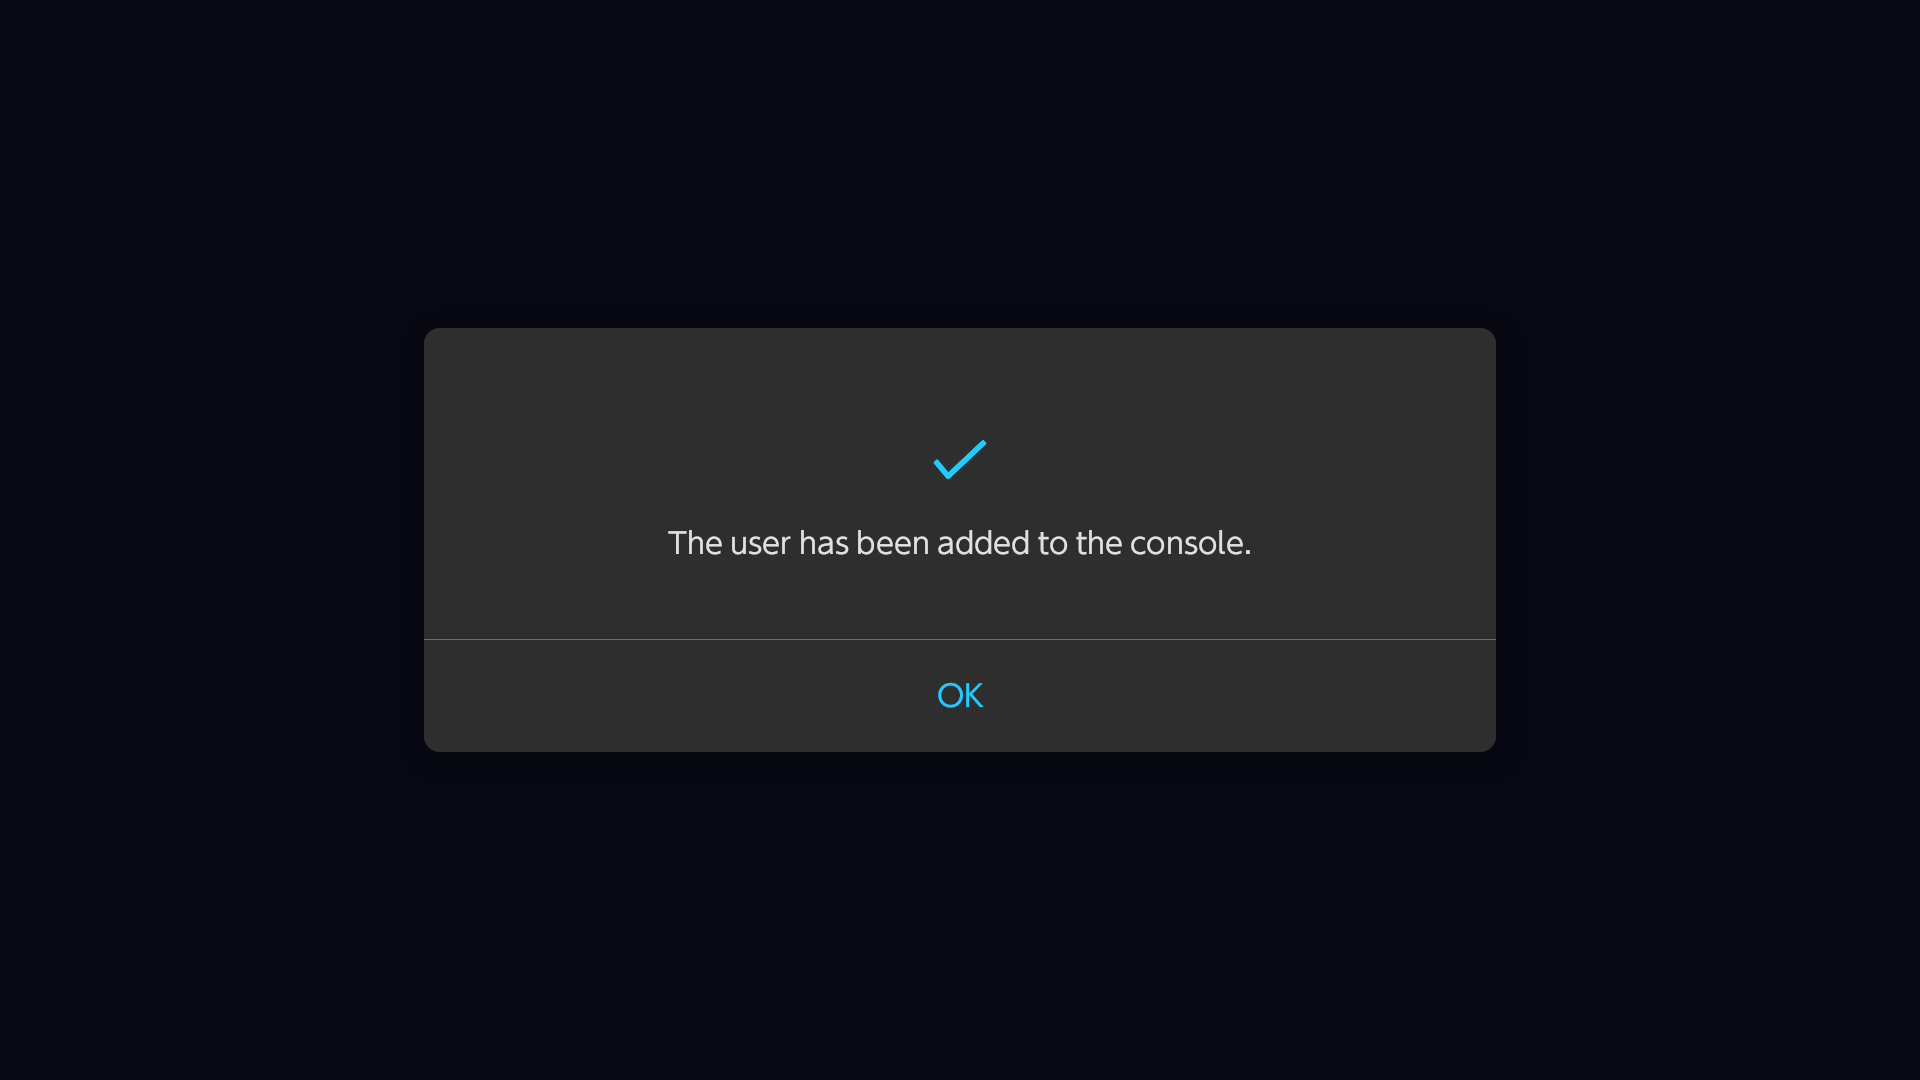 The user has been added to the console.
OK